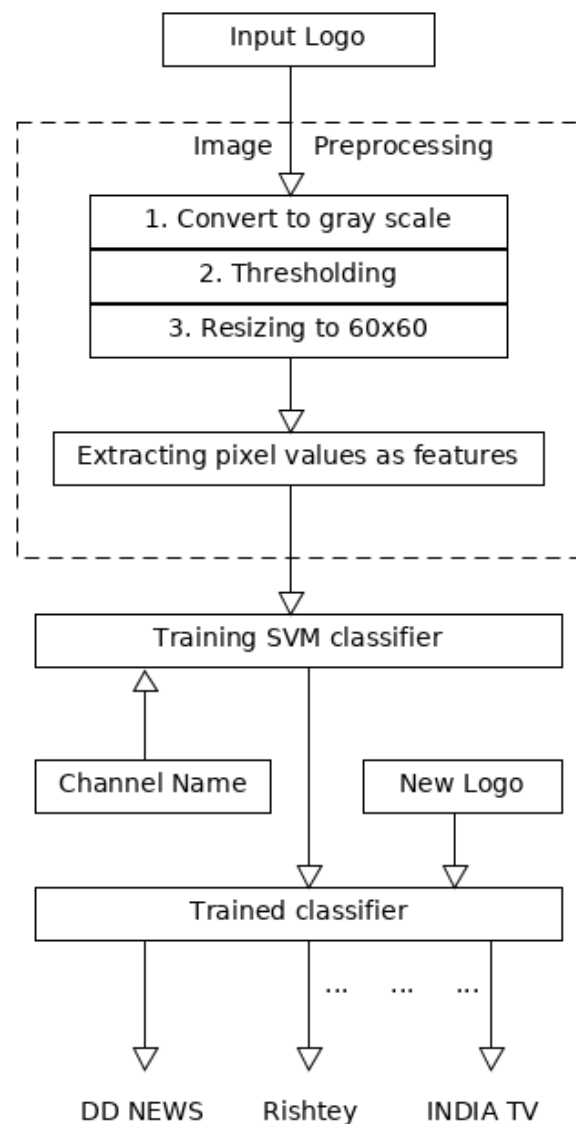 Input Logo
Image Preprocessing
1. Convert to gray scale
2. Thresholding
3. Resizing to 60x60
Extracting pixel values as features
Training SVM classifier
Channel Name
New Logo
Trained classifier
... ... ...
DD NEWS
Rishtey
INDIA TV